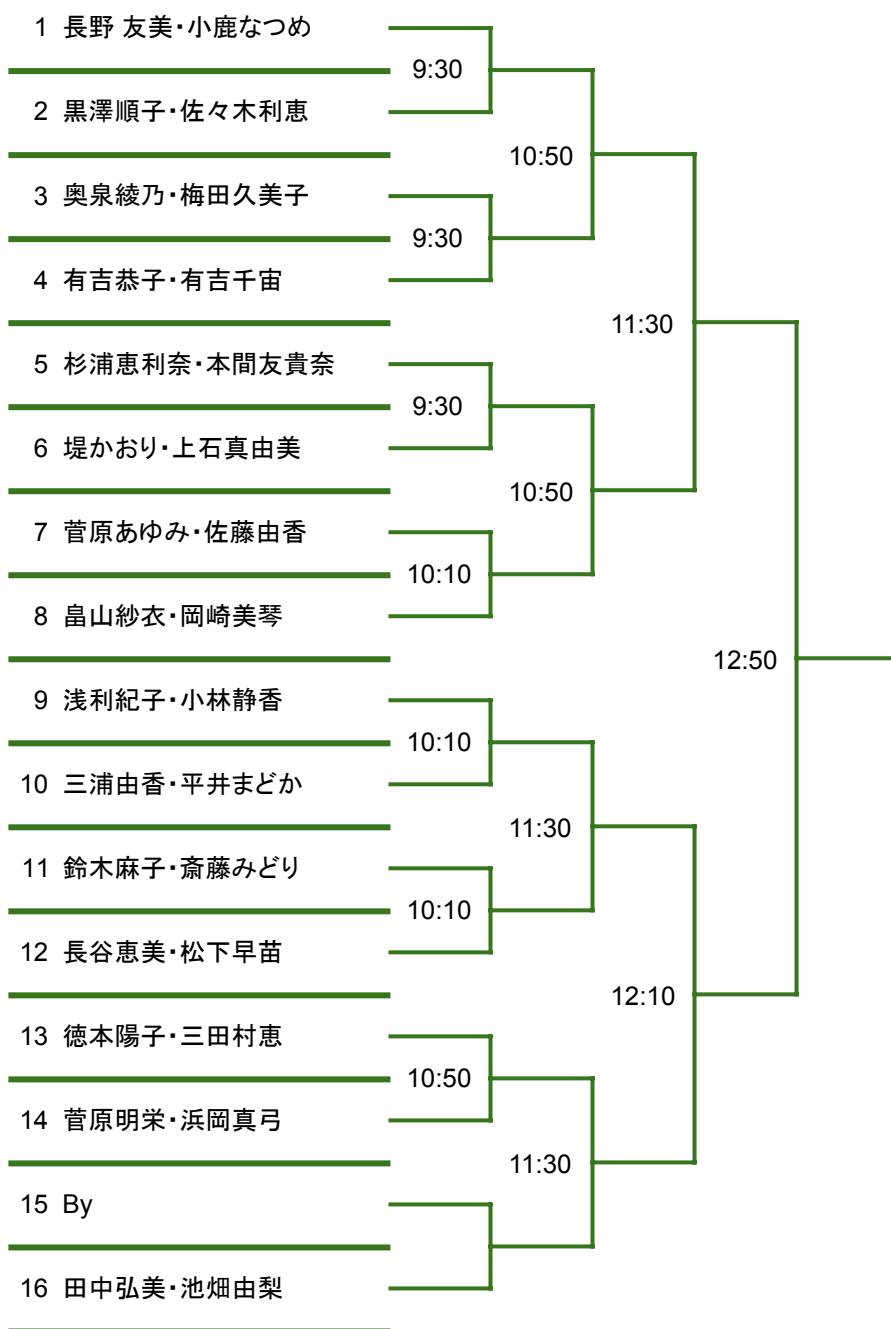 1 長野 友美・小鹿なつめ
9:30
2 黒澤順子・佐々木利恵
10:50
3 奥泉綾乃・梅田久美子
9:30
4 有吉恭子・有吉千宙
11:30
5 杉浦恵利奈・本間友貴奈
9:30
6 堤かおり・上石真由美
10:50
7 菅原あゆみ・佐藤由香
10:10
8 畠山紗衣・岡崎美琴
12:50
9 浅利紀子・小林静香
10:10
10 三浦由香・平井まどか
11:30
11 鈴木麻子・斎藤みどり
10:10
12 長谷恵美・松下早苗
12:10
13 徳本陽子・三田村恵
10:50
14 菅原明栄・浜岡真弓
11:30
15 By
16 田中弘美・池畑由梨